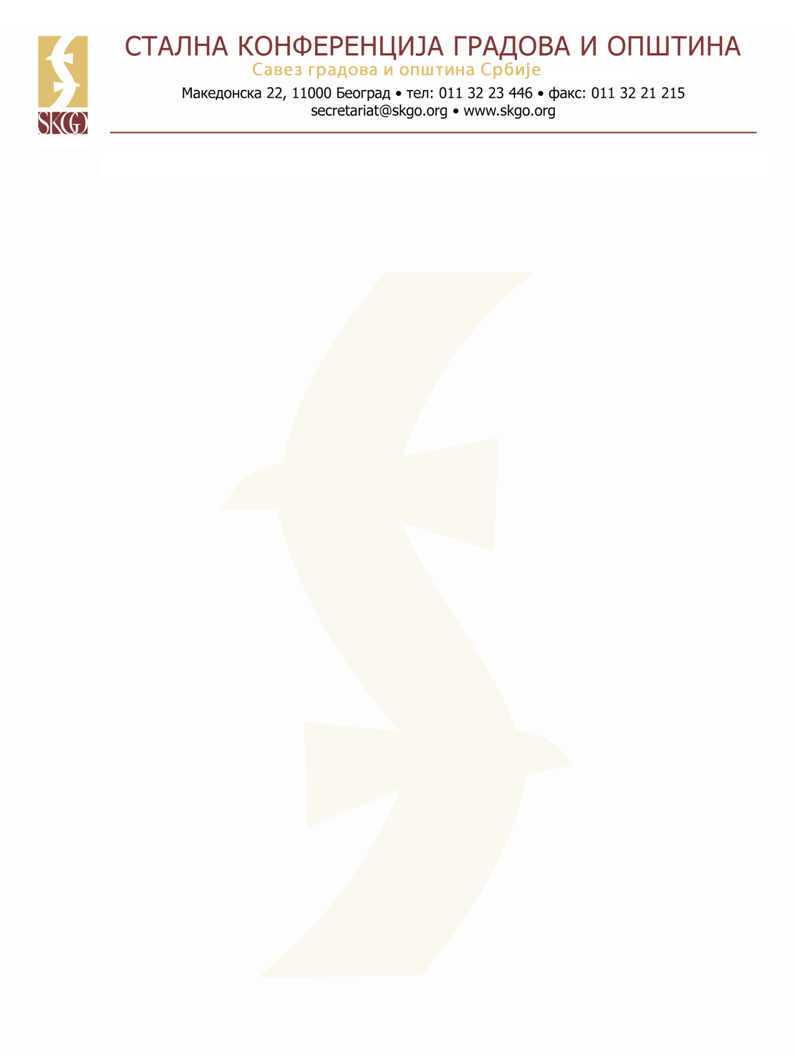 СТАЛНА КОНФЕРЕНЦИЈА ГРАДОВА И ОПШТИНА
Савез градова и општина Србије
Македонска 22, 11000 Београд • тел: 011 32 23 446 • факс: 011 32 21 215
secretariat@skgo.org • www.skgo.org
SKGO